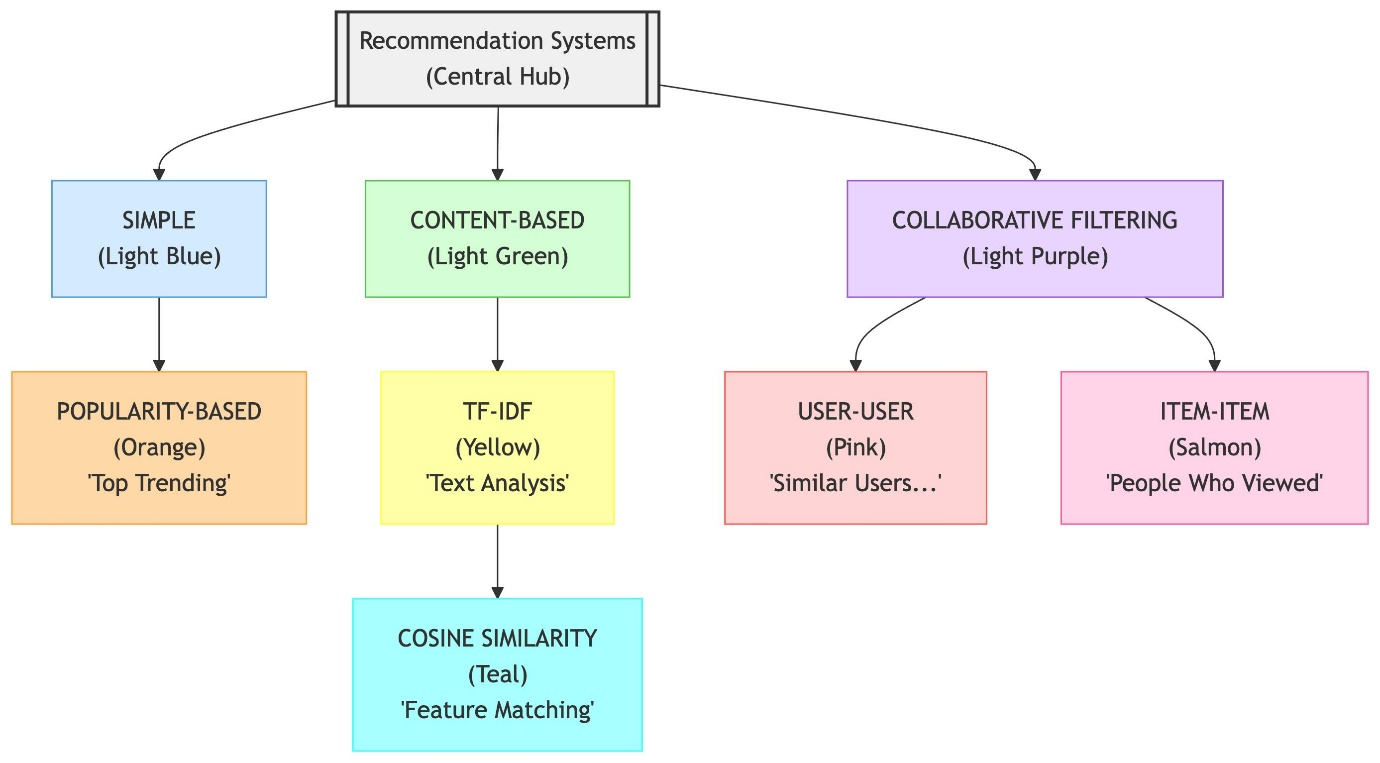 Recommendation Systems
(Central Hub)
SIMPLE
(Light Blue)
CONTENT-BASED
(Light Green)
COLLABORATIVE FILTERING
(Light Purple)
POPULARITY-BASED
(Orange)
'Top Trending'
TF-IDF
(Yellow)
'Text Analysis'
USER-USER
(Pink)
'Similar Users...'
ITEM-ITEM
(Salmon)
'People Who Viewed'
COSINE SIMILARITY
(Teal)
'Feature Matching'